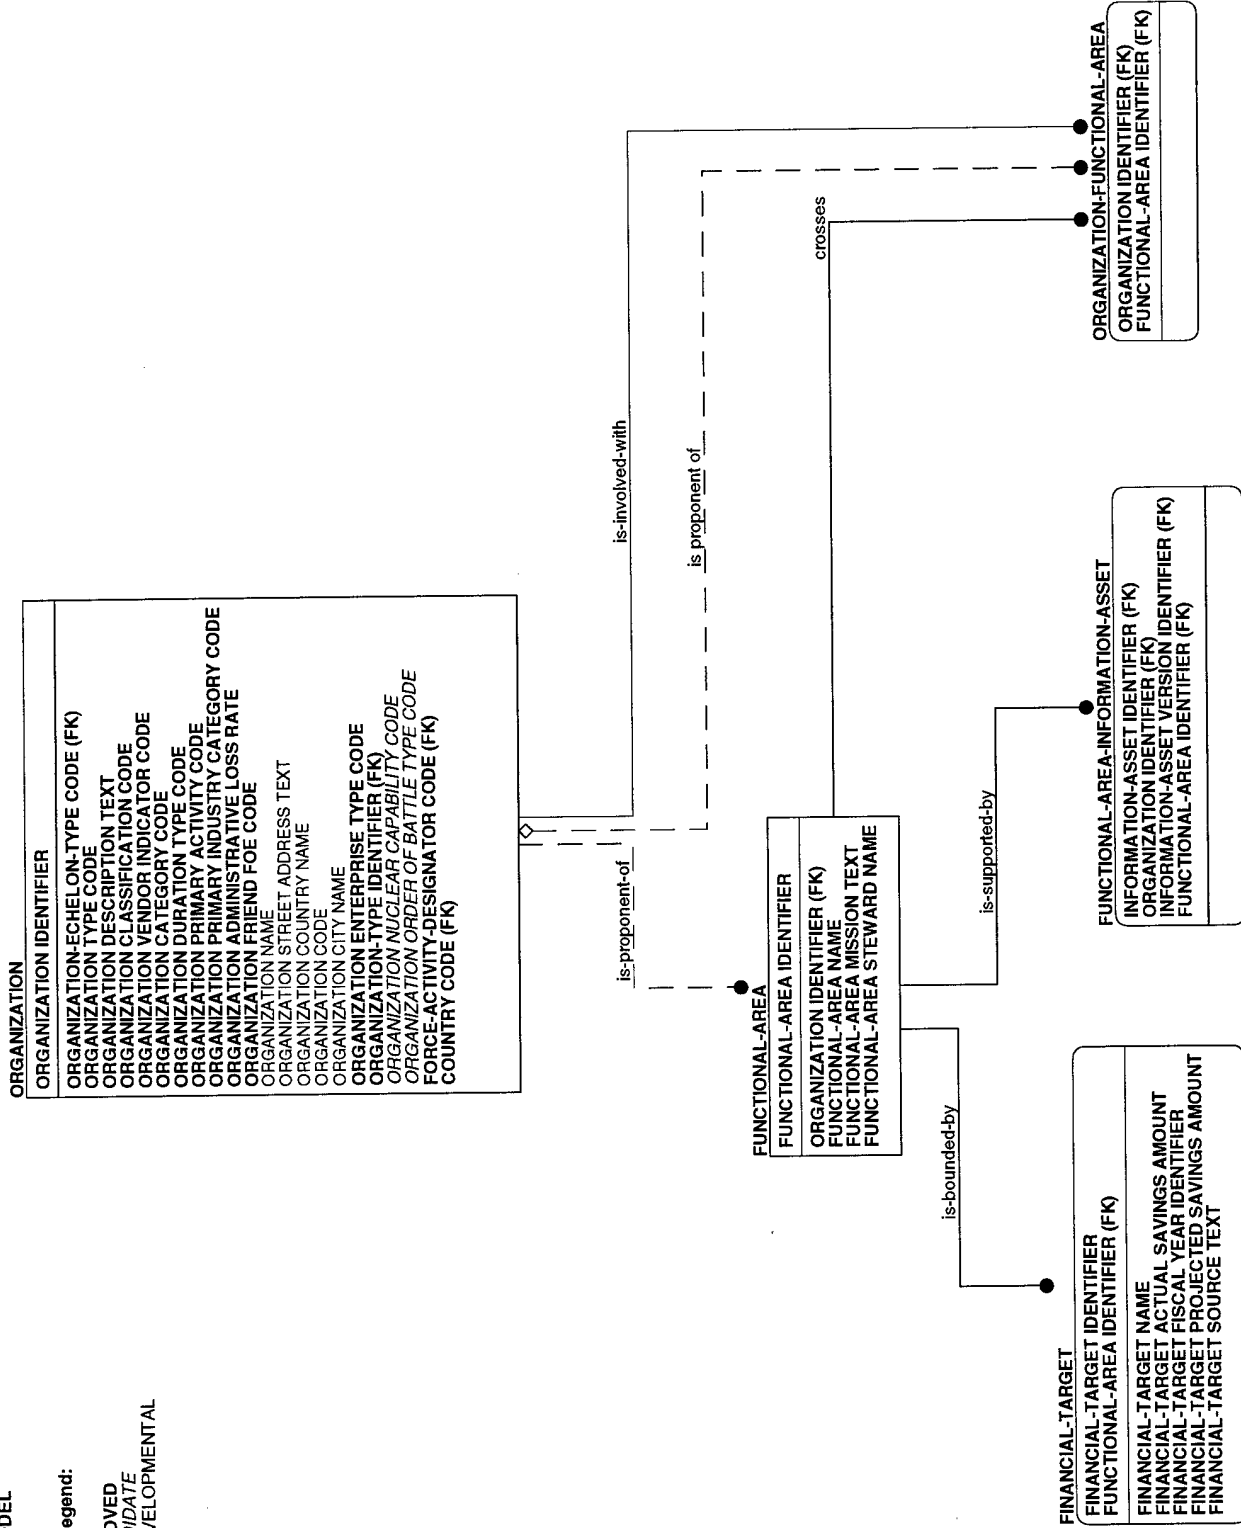 DEL
egend:
OVED
DIDATE
VELOPMENTAL
ORGANIZATION
ORGANIZATION IDENTIFIER
ORGANIZATION-ECHELON-TYPE CODE (FK)
ORGANIZATION TYPE CODE
ORGANIZATION DESCRIPTION TEXT
ORGANIZATION CLASSIFICATION CODE
ORGANIZATION VENDOR INDICATOR CODE
ORGANIZATION CATEGORY CODE
ORGANIZATION DURATION TYPE CODE
ORGANIZATION PRIMARY ACTIVITY CODE
ORGANIZATION PRIMARY INDUSTRY CATEGORY CODE
ORGANIZATION ADMINISTRATIVE LOSS RATE
ORGANIZATION FRIEND FOE CODE
ORGANIZATION NAME
ORGANIZATION STREET ADDRESS TEXT
ORGANIZATION COUNTRY NAME
ORGANIZATION CODE
ORGANIZATION CITY NAME
ORGANIZATION ENTERPRISE TYPE CODE
ORGANIZATION-TYPE IDENTIFIER (FK)
ORGANIZATION NUCLEAR CAPABILITY CODE
ORGANIZATION ORDER OF BATTLE TYPE CODE
FORCE-ACTIVITY-DESIGNATOR CODE (FK)
COUNTRY CODE (FK)
is-involved-with
is-proponent-of
is proponent of
FUNCTIONAL-AREA
FUNCTIONAL-AREA IDENTIFIER
ORGANIZATION IDENTIFIER (FK)
FUNCTIONAL-AREA NAME
FUNCTIONAL-AREA MISSION TEXT
FUNCTIONAL-AREA STEWARD NAME
crosses
is-bounded-by
is-supported-by
FINANCIAL-TARGET
FINANCIAL-TARGET IDENTIFIER
FUNCTIONAL-AREA IDENTIFIER (FK)
FINANCIAL-TARGET NAME
FINANCIAL-TARGET ACTUAL SAVINGS AMOUNT
FINANCIAL-TARGET FISCAL YEAR IDENTIFIER
FINANCIAL-TARGET PROJECTED SAVINGS AMOUNT
FINANCIAL-TARGET SOURCE TEXT
FUNCTIONAL-AREA-INFORMATION-ASSET
INFORMATION-ASSET IDENTIFIER (FK)
ORGANIZATION IDENTIFIER (FK)
INFORMATION-ASSET VERSION IDENTIFIER (FK)
FUNCTIONAL-AREA IDENTIFIER (FK)
ORGANIZATION-FUNCTIONAL-AREA
ORGANIZATION IDENTIFIER (FK)
FUNCTIONAL-AREA IDENTIFIER (FK)